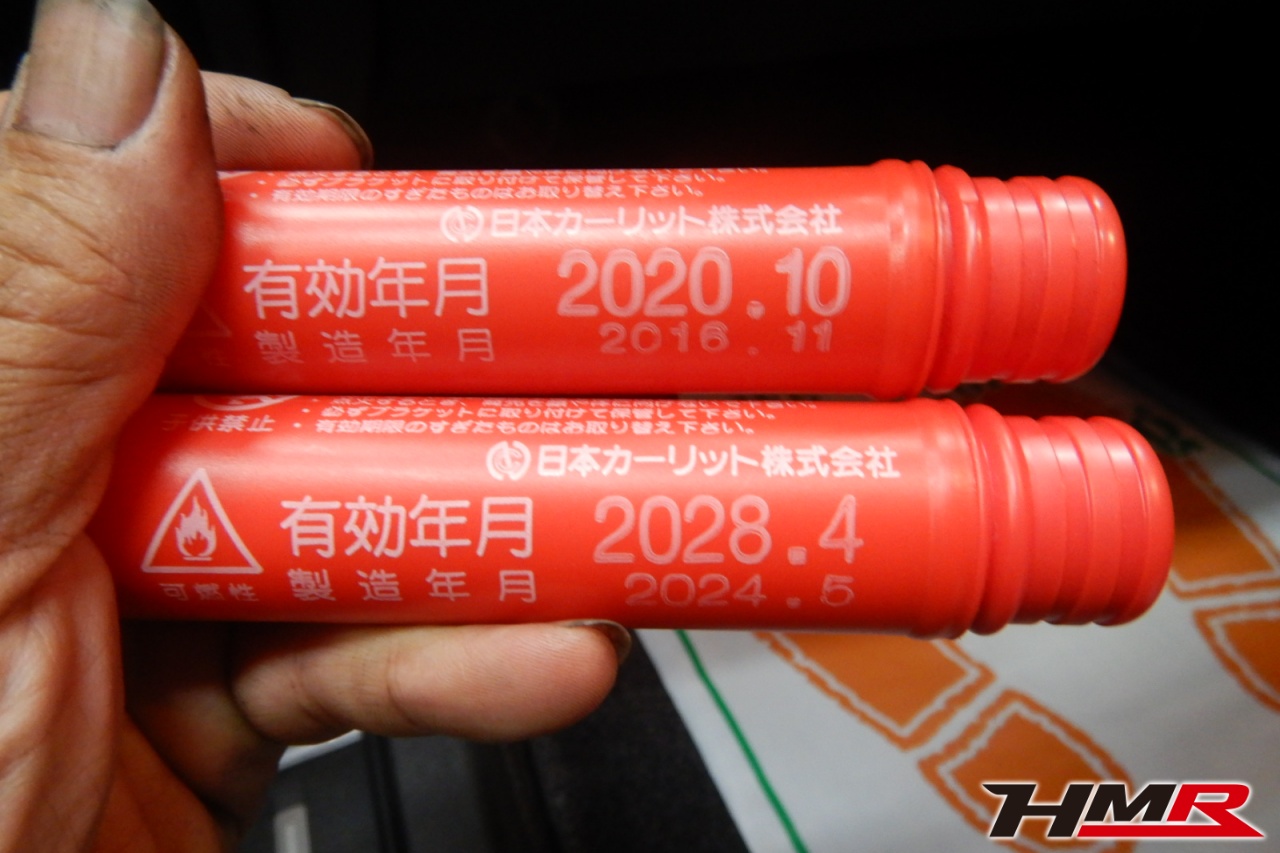 ・必ずブラケットに取り付けて保管して下さい。
・有効期限のすぎたものはお取り替え下さい。
日本カーリット株式会社
有効年月 2020.10
製造年月 2016.11
・必ずブラケットに取り付けて保管して下さい。
子供禁止 ・有効期限のすぎたものはお取り替え下さい。
日本カーリット株式会社
有効年月 2028.4
製造年月 2024.5
可燃性
HMR